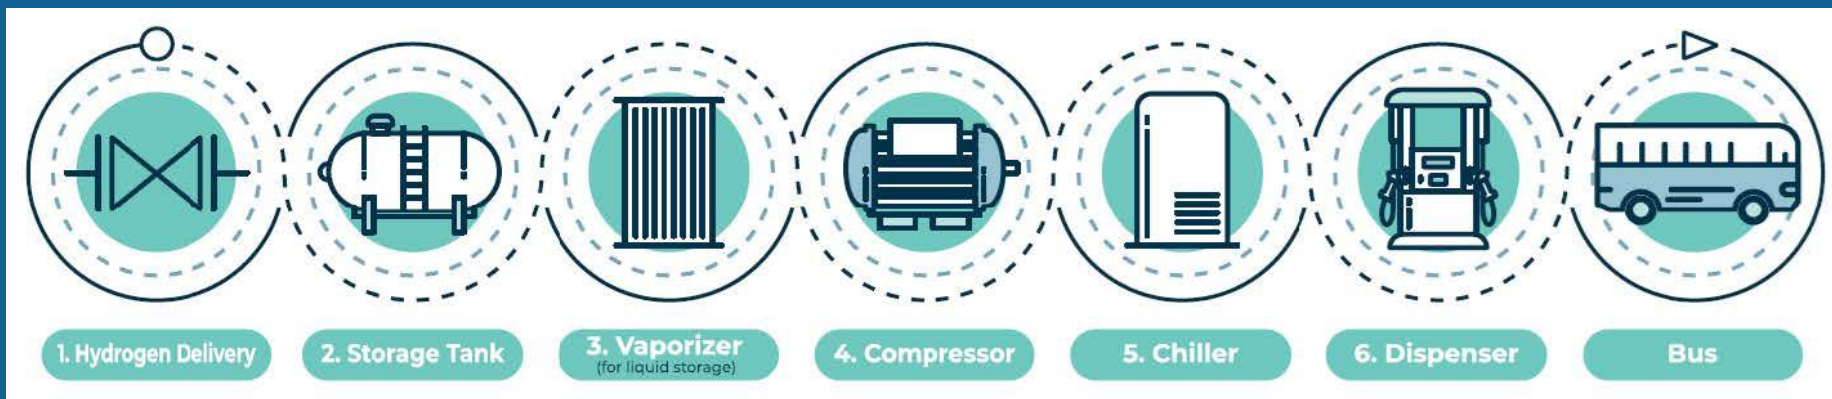 1. Hydrogen Delivery
2. Storage Tank
3. Vaporizer
(for liquid storage)
4. Compressor
5. Chiller
6. Dispenser
Bus